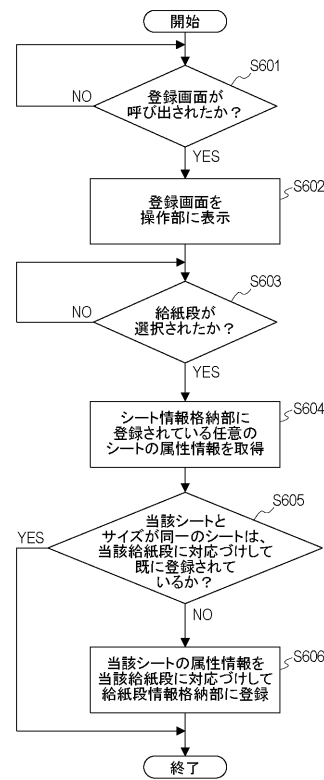 開始
S601
登録画面が
呼び出されたか？
NO
YES
S602
登録画面を
操作部に表示
S603
給紙段が
選択されたか？
NO
YES
S604
シート情報格納部に
登録されている任意の
シートの属性情報を取得
S605
当該シートと
サイズが同一のシートは、
当該給紙段に対応づけして
既に登録されて
いるか？
YES
NO
S606
当該シートの属性情報を
当該給紙段に対応づけして
給紙段情報格納部に登録
終了